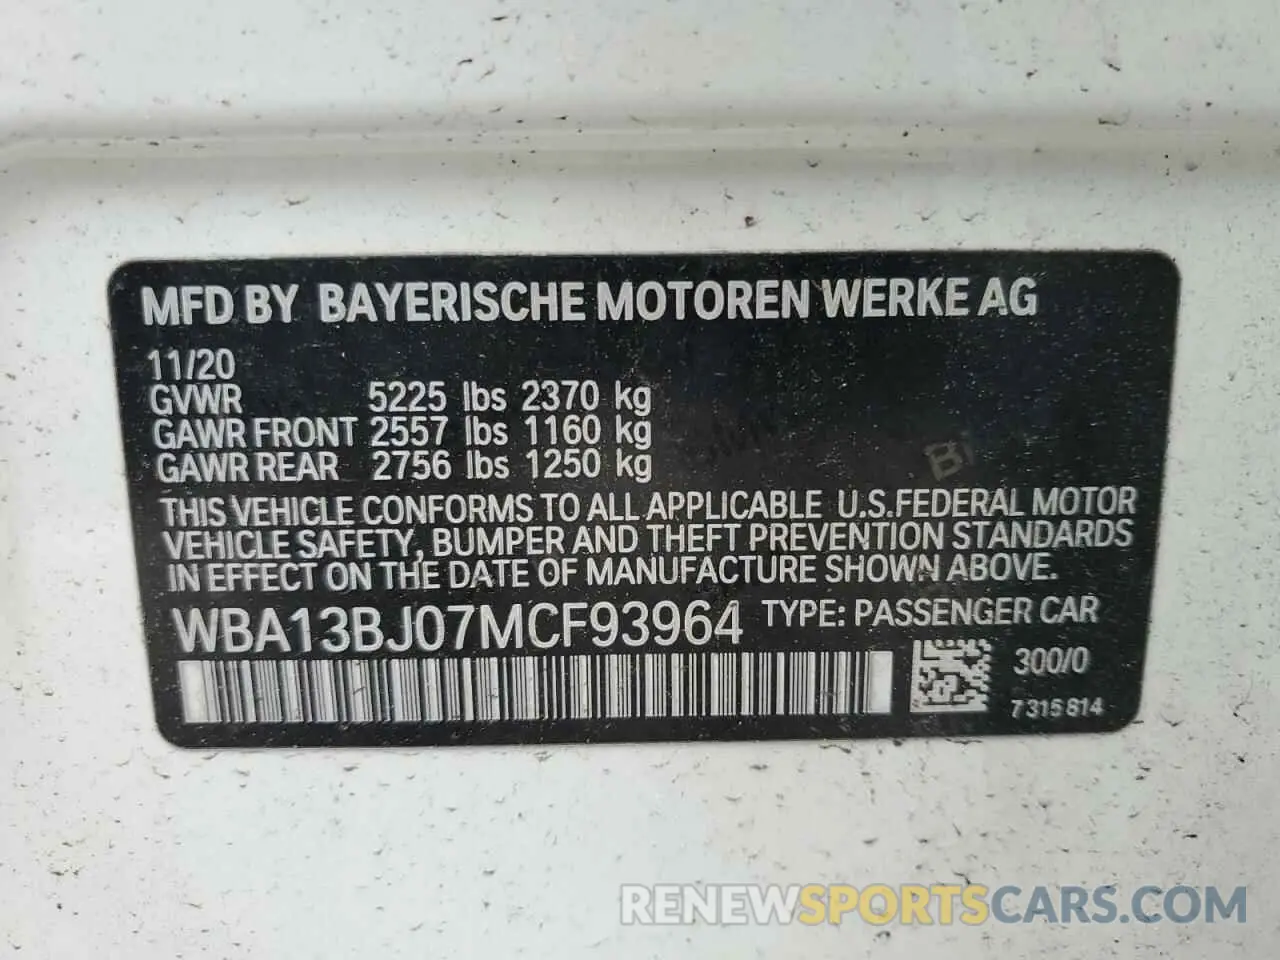 MFD BY BAYERISCHE MOTOREN WERKE AG
11/20
GVWR 5225 lbs 2370 kg
GAWR FRONT 2557 lbs 1160 kg
GAWR REAR 2756 lbs 1250 kg
THIS VEHICLE CONFORMS TO ALL APPLICABLE U.S.FEDERAL MOTOR
VEHICLE SAFETY, BUMPER AND THEFT PREVENTION STANDARDS
IN EFFECT ON THE DATE OF MANUFACTURE SHOWN ABOVE.
WBA13BJ07MCF93964 TYPE: PASSENGER CAR
300/0
7315814
RENEWSPORTSCARS.COM